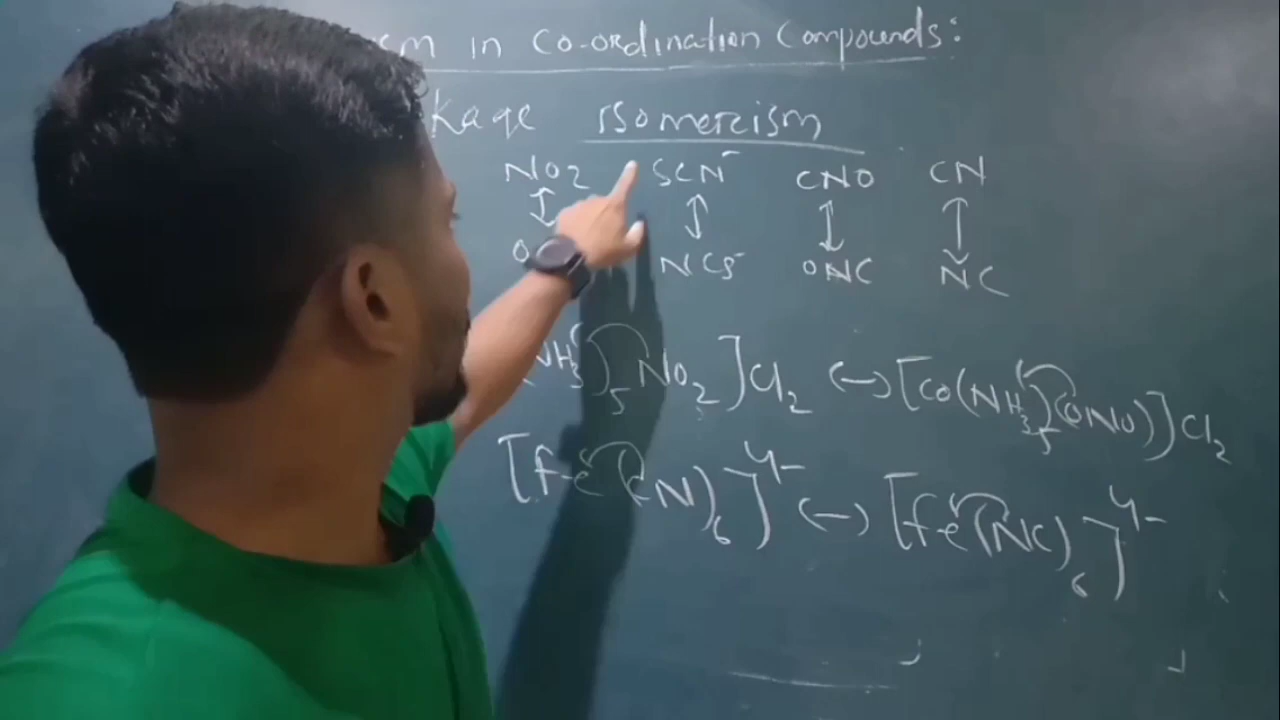 sm in Co-ordination Compounds:
kage isomerism
NO2 SCN⁻ CNO CN
↕ ↕ ↕ ↕
O NCS⁻ ONC NC
NH3)5NO2]Cl2 ↔ [Co(NH3)5(ONO)]Cl2
[Fe(CN)6]4- ↔ [Fe(NC)6]4-